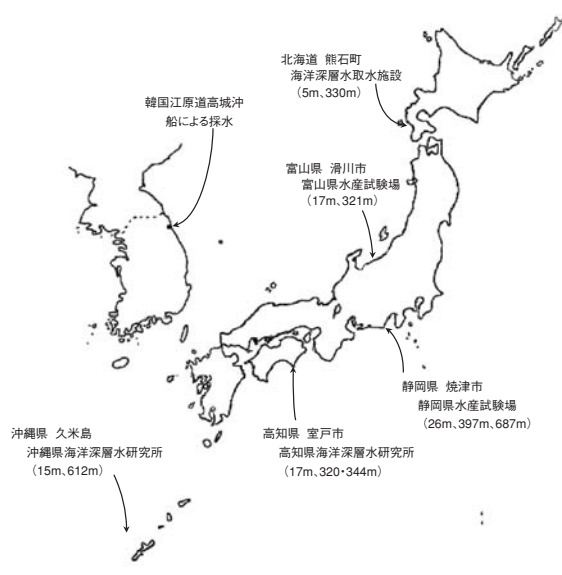 北海道 熊石町
海洋深層水取水施設
（5m、330m）
韓国江原道高城沖
船による採水
富山県 滑川市
富山県水産試験場
（17m、321m）
静岡県 焼津市
静岡県水産試験場
（26m、397m、687m）
沖縄県 久米島
沖縄県海洋深層水研究所
（15m、612m）
高知県 室戸市
高知県海洋深層水研究所
（17m、320・344m）